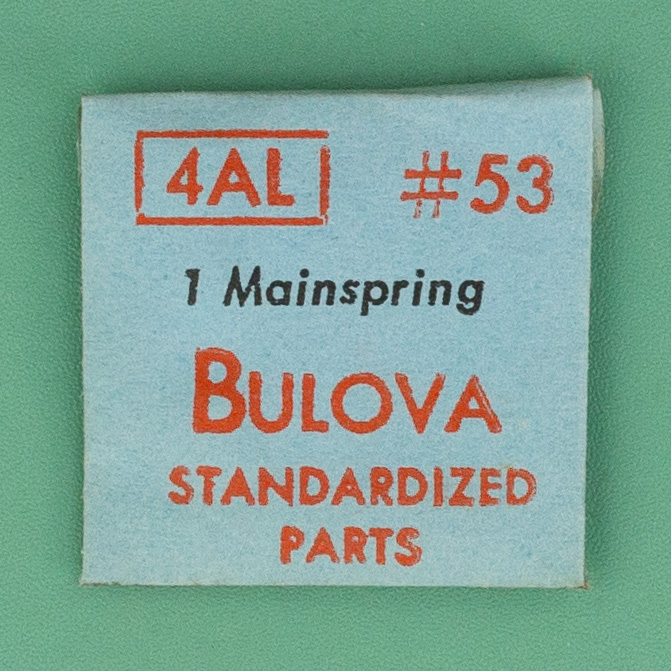 4AL #53
1 Mainspring
BULOVA
STANDARDIZED
PARTS